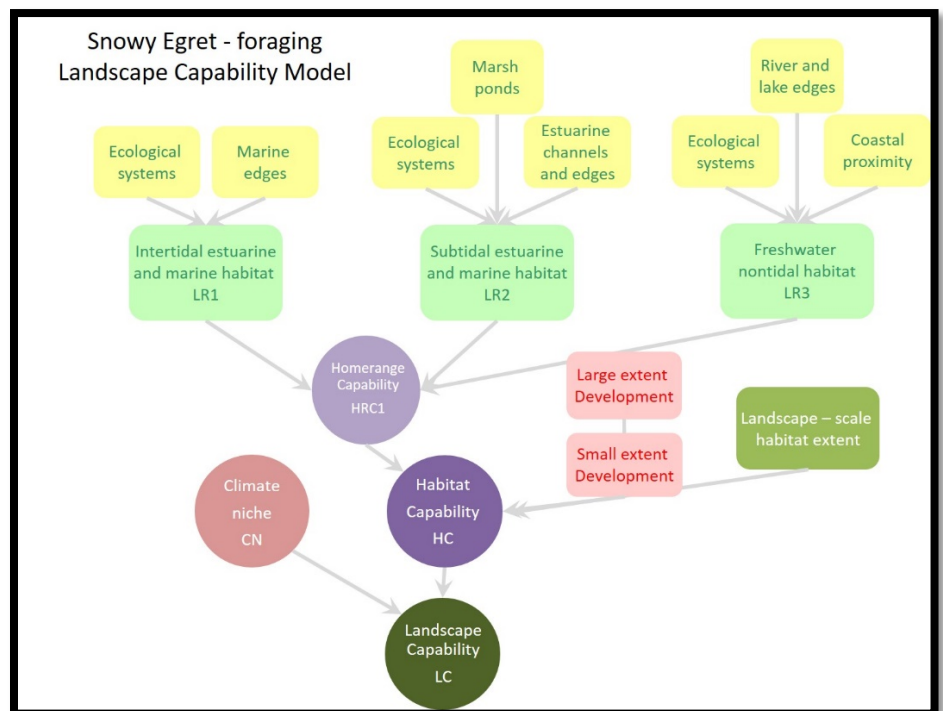 Snowy Egret - foraging
Landscape Capability Model
Marsh
ponds
River and
lake edges
Ecological
systems
Marine
edges
Ecological
systems
Estuarine
channels
and edges
Ecological
systems
Coastal
proximity
Intertidal estuarine
and marine habitat
LR1
Subtidal estuarine
and marine habitat
LR2
Freshwater
nontidal habitat
LR3
Homerange
Capability
HRC1
Large extent
Development
Landscape – scale
habitat extent
Small extent
Development
Climate
niche
CN
Habitat
Capability
HC
Landscape
Capability
LC